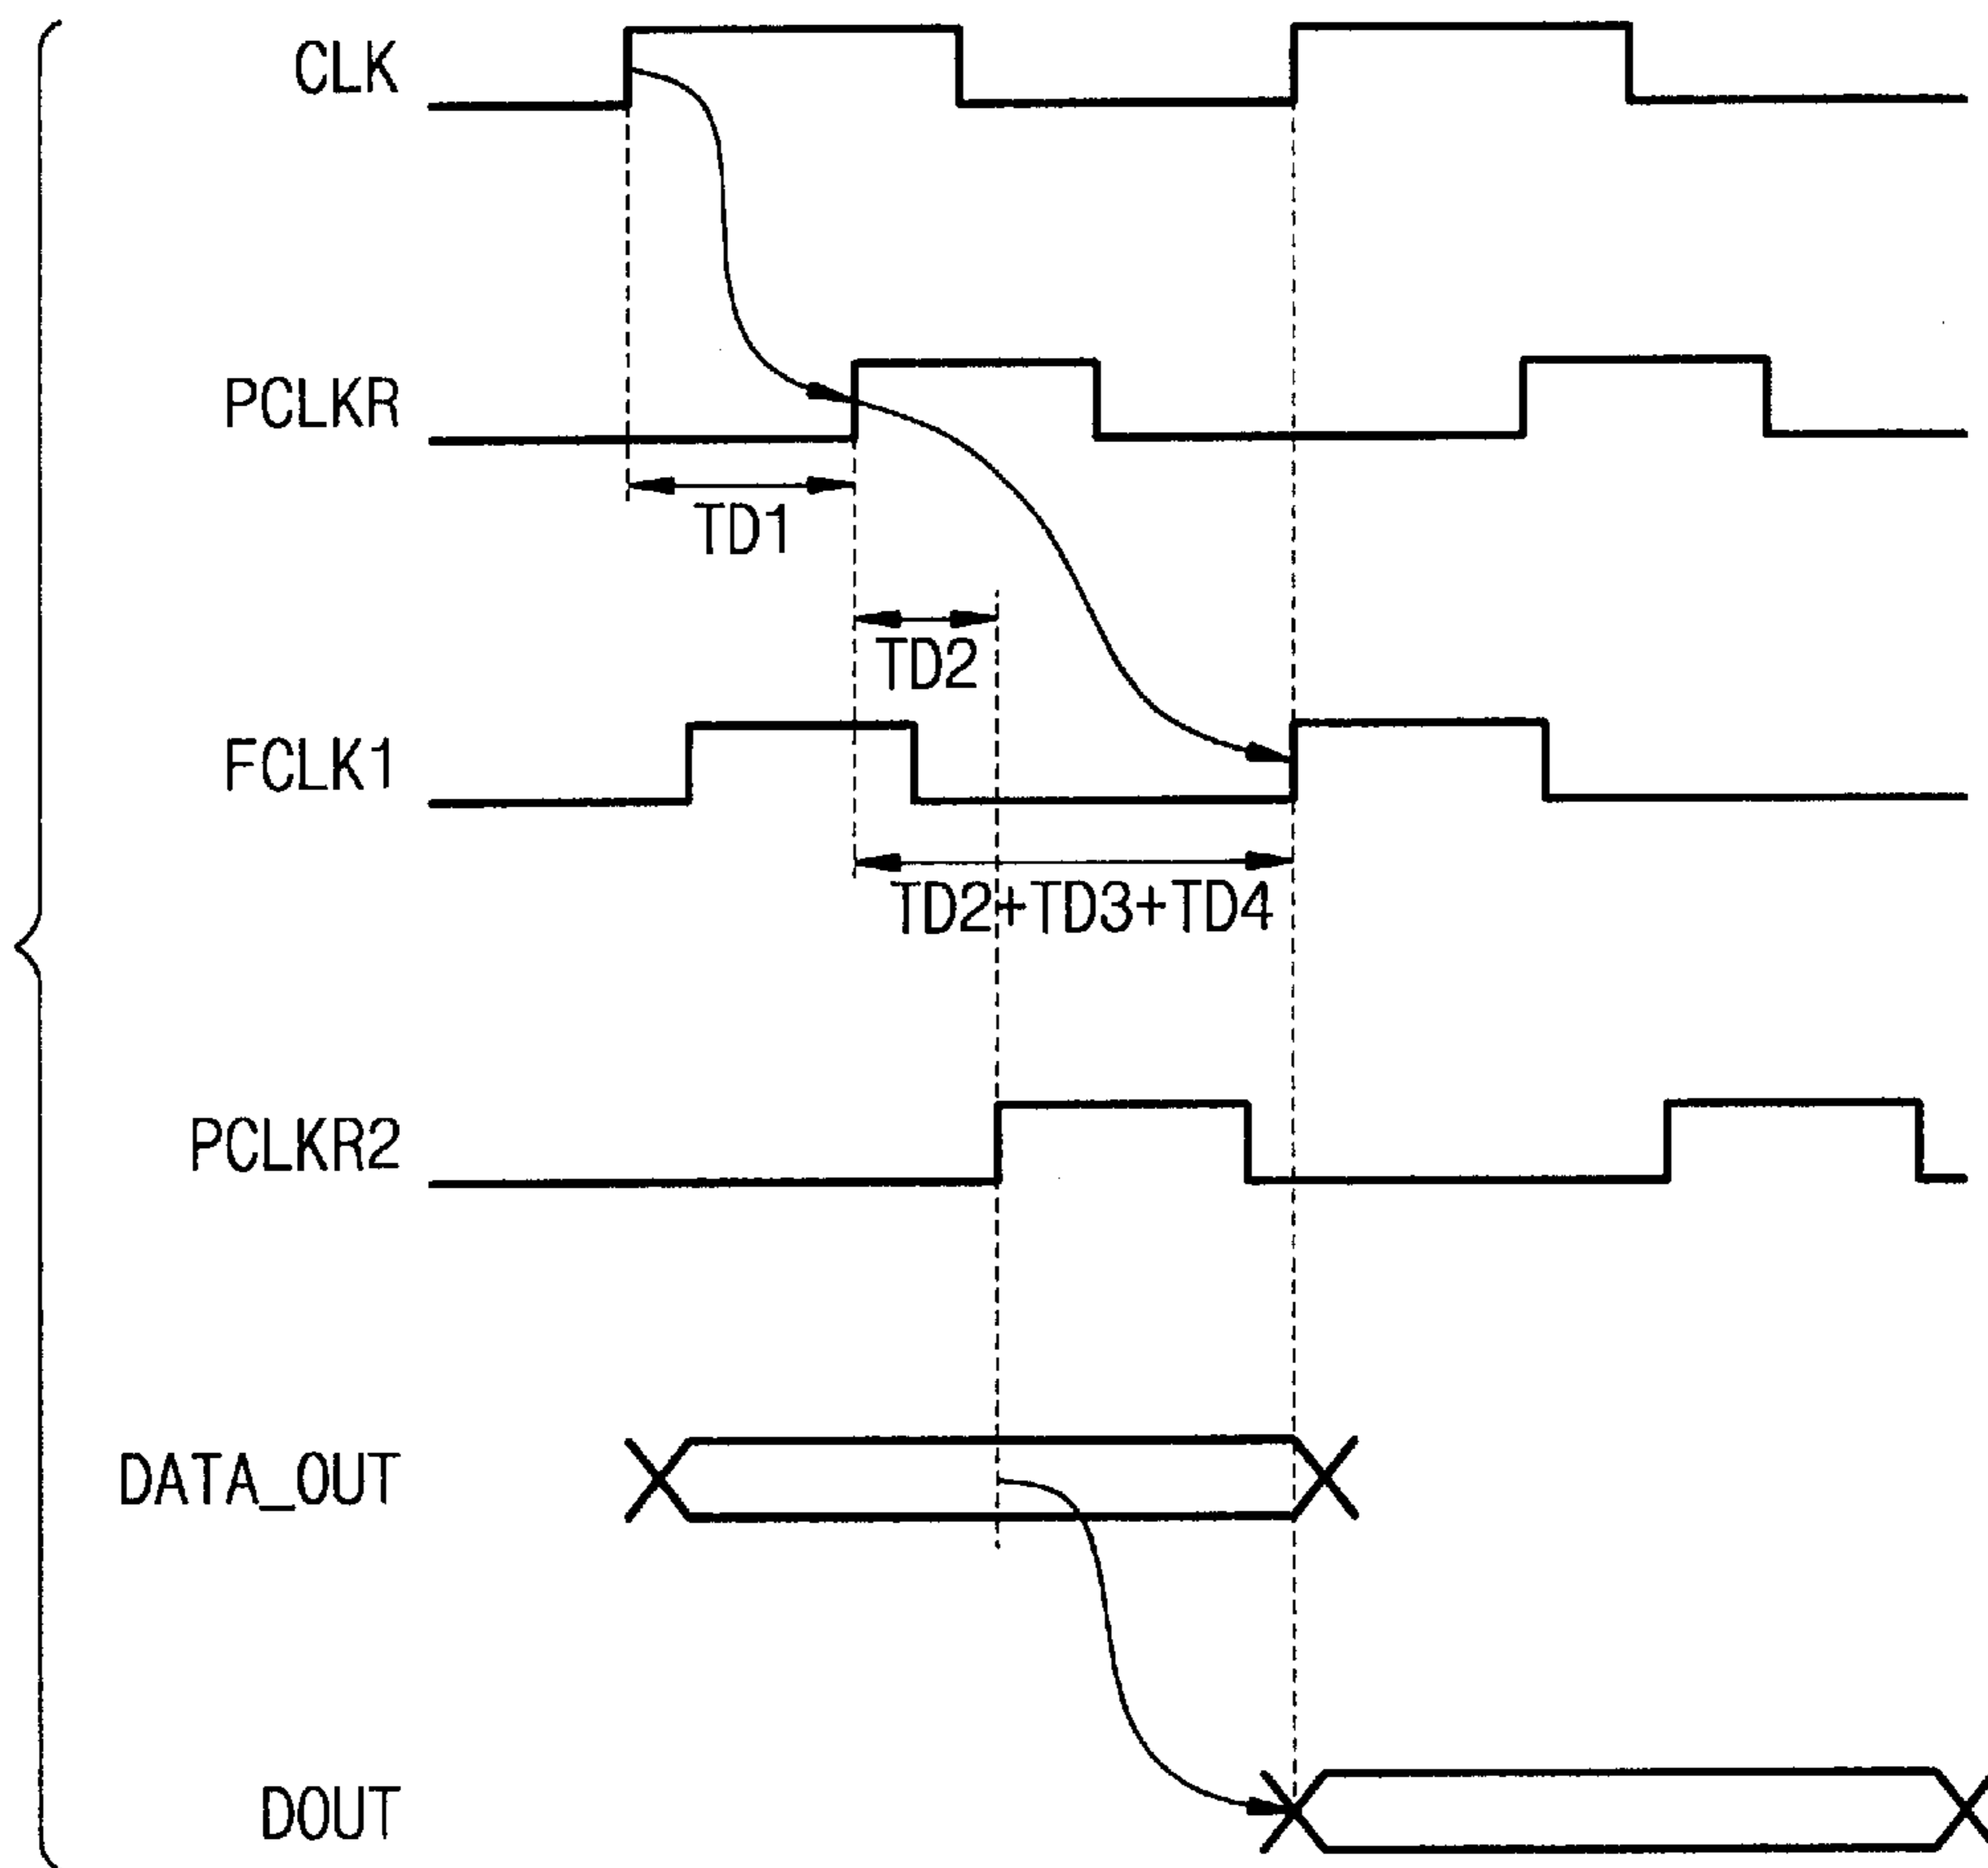 CLK
PCLKR
TD1
TD2
FCLK1
TD2+TD3+TD4
PCLKR2
DATA_OUT
DOUT